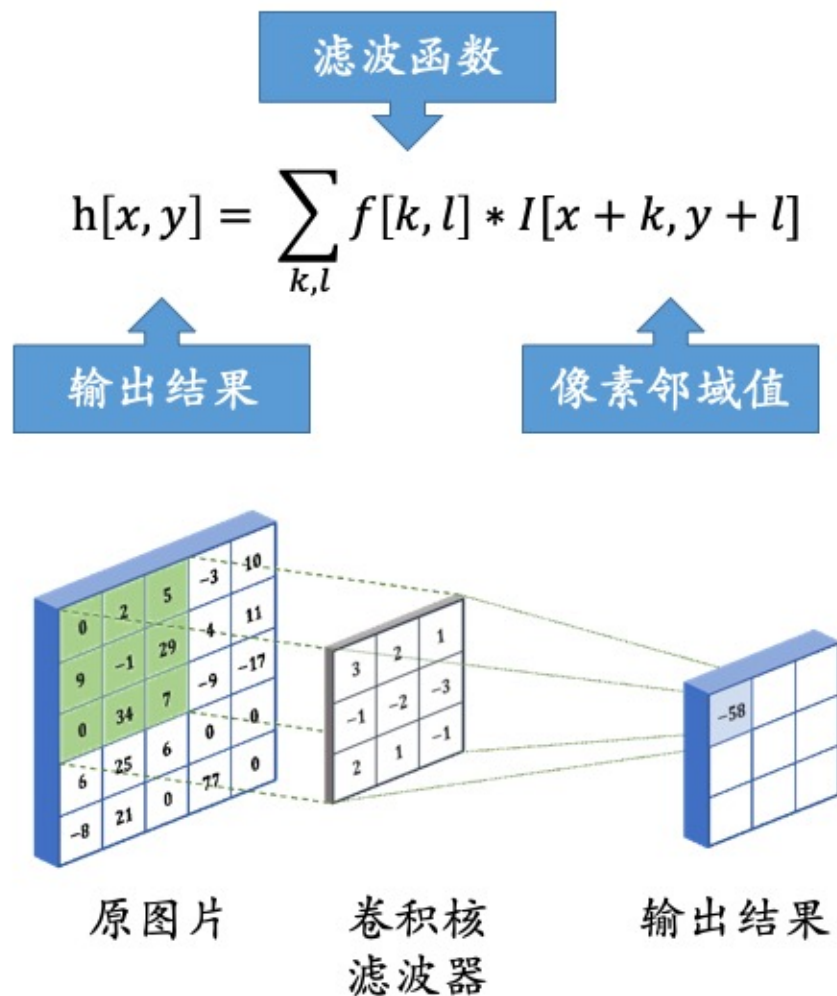 滤波函数
h[x, y] = ∑ f[k, l] * I[x + k, y + l]
k,l
输出结果
像素邻域值
0 2 5 -3 10
9 -1 29 4 11
0 34 7 -9 -17
6 25 6 0 0
-8 21 0 77 0
3 2 1
-1 -2 -3
2 1 -1
-58
原图片
卷积核
滤波器
输出结果